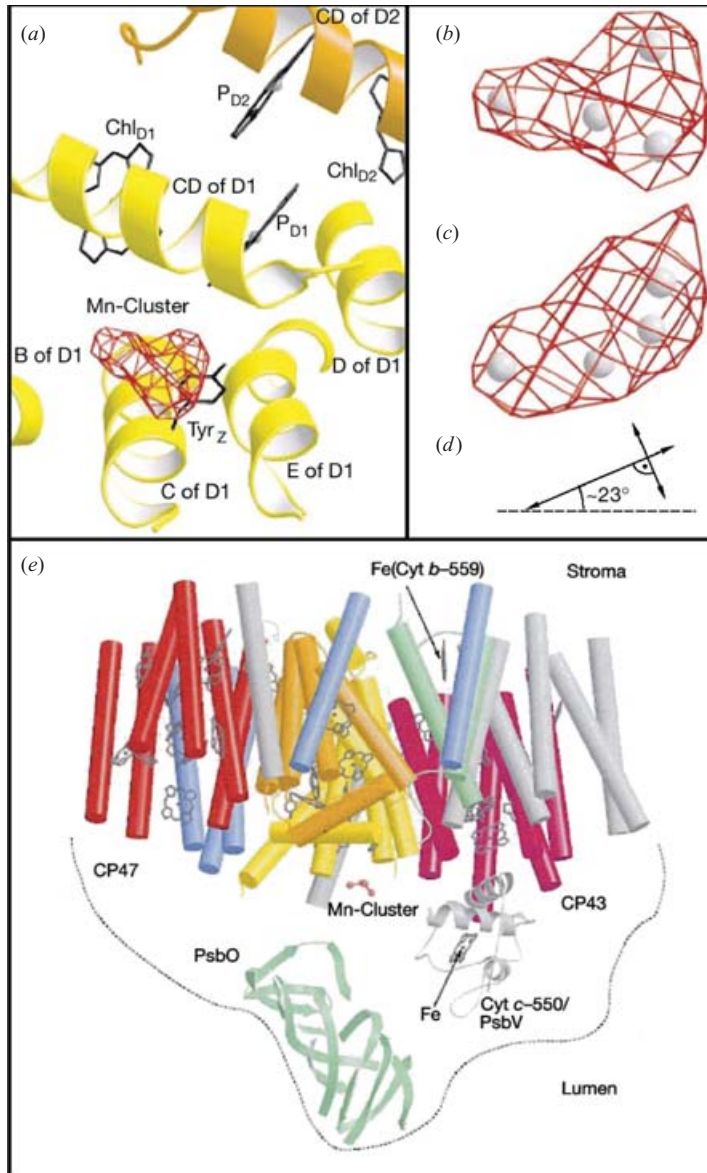 (a)
CD of D2
P_D2
Chl_D1
CD of D1
Chl_D2
P_D1
Mn-Cluster
B of D1
D of D1
Tyr_Z
E of D1
C of D1
(b)
(c)
(d)
~23°
(e)
Fe(Cyt b–559)
Stroma
CP47
Mn-Cluster
CP43
PsbO
Fe
Cyt c–550/
PsbV
Lumen